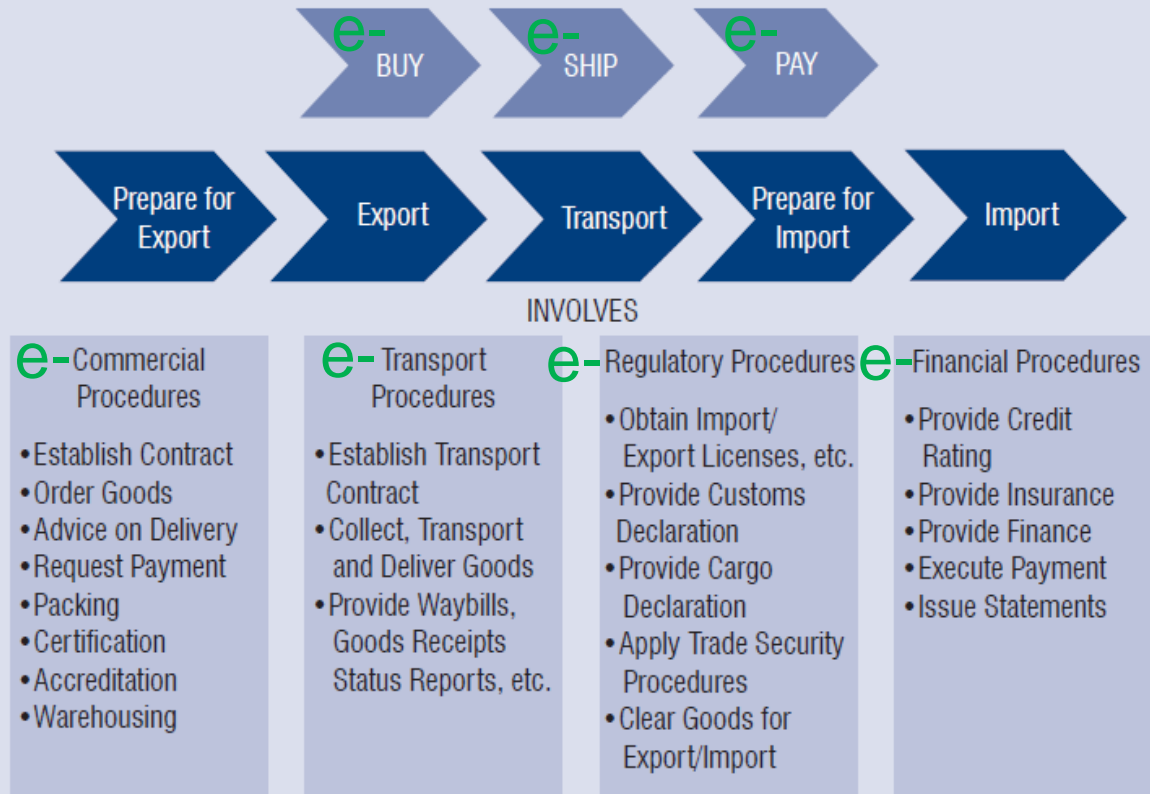 e-BUY
e-SHIP
e-PAY
Prepare for
Export
Export
Transport
Prepare for
Import
Import
INVOLVES
e-Commercial
Procedures
•Establish Contract
•Order Goods
•Advice on Delivery
•Request Payment
•Packing
•Certification
•Accreditation
•Warehousing
e-Transport
Procedures
•Establish Transport
Contract
•Collect, Transport
and Deliver Goods
•Provide Waybills,
Goods Receipts
Status Reports, etc.
e-Regulatory Procedures
•Obtain Import/
Export Licenses, etc.
•Provide Customs
Declaration
•Provide Cargo
Declaration
•Apply Trade Security
Procedures
•Clear Goods for
Export/Import
e-Financial Procedures
•Provide Credit
Rating
•Provide Insurance
•Provide Finance
•Execute Payment
•Issue Statements